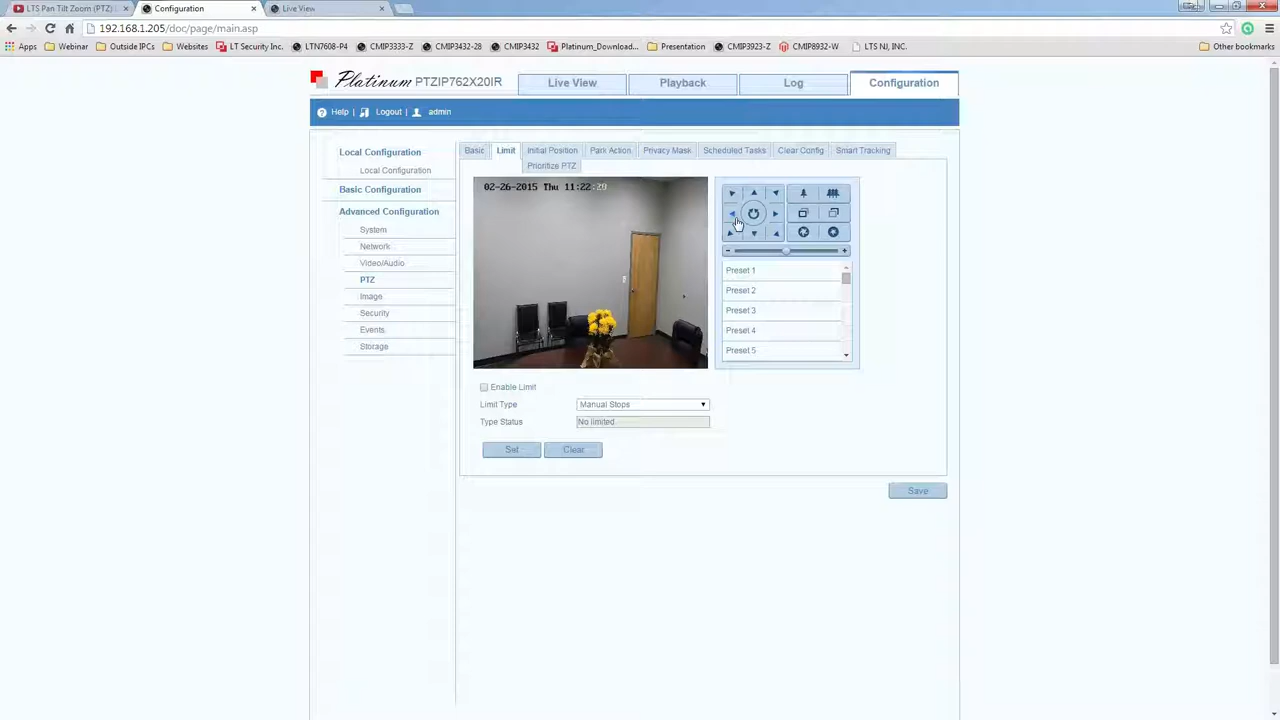 LTS Pan Tilt Zoom (PTZ)
Configuration
Live View
192.168.1.205/doc/page/main.asp
Apps
Webinar
Outside IPCs
Websites
LT Security Inc.
LTN7608-P4
CMIP3333-Z
CMIP3432-28
CMIP3432
Platinum_Download...
Presentation
CMIP3923-Z
CMIP8932-W
LTS NJ, INC.
Other bookmarks
Platinum PTZIP762X20IR
Live View
Playback
Log
Configuration
Help | Logout | admin
Local Configuration
Local Configuration
Basic Configuration
Advanced Configuration
System
Network
Video/Audio
PTZ
Image
Security
Events
Storage
Basic
Limit
Initial Position
Park Action
Privacy Mask
Scheduled Tasks
Clear Config
Smart Tracking
Prioritize PTZ
02-26-2015 Thu 11:22:20
Preset 1
Preset 2
Preset 3
Preset 4
Preset 5
Enable Limit
Limit Type Manual Stops
Type Status No limited
Set Clear
Save